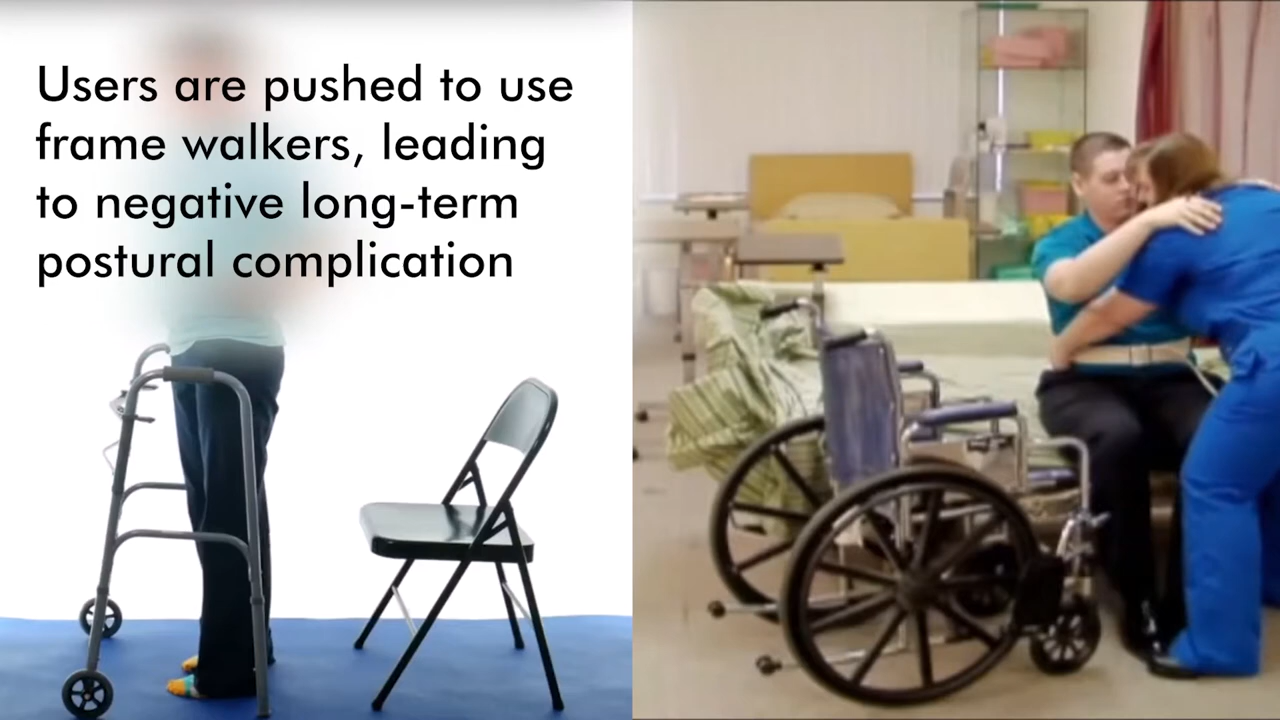 Users are pushed to use
frame walkers, leading
to negative long-term
postural complication